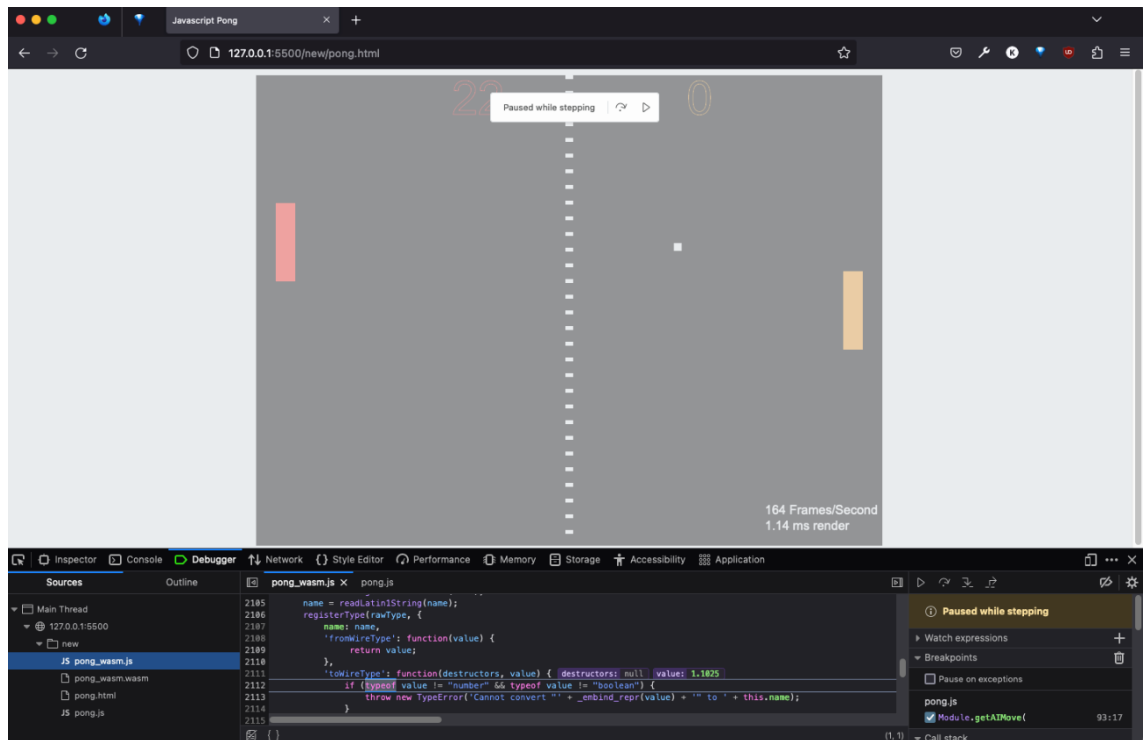 Javascript Pong
127.0.0.1:5500/new/pong.html
22 0
Paused while stepping
164 Frames/Second
1.14 ms render
Inspector Console Debugger Network {} Style Editor Performance Memory Storage Accessibility Application
Sources Outline pong_wasm.js pong.js
Main Thread
127.0.0.1:5500
new
JS pong_wasm.js
pong_wasm.wasm
pong.html
JS pong.js
2105 name = readLatin1String(name);
2106 registerType(rawType, {
2107 name: name,
2108 'fromWireType': function(value) {
2109 return value;
2110 },
2111 'toWireType': function(destructors, value) { destructors: null value: 1.1025
2112 if (typeof value != "number" && typeof value != "boolean") {
2113 throw new TypeError('Cannot convert "' + _embind_repr(value) + '" to ' + this.name);
2114 }
2115
{ }
(1, 1)
Paused while stepping
Watch expressions
Breakpoints
Pause on exceptions
pong.js
Module.getAIMove( 93:17
Call stack